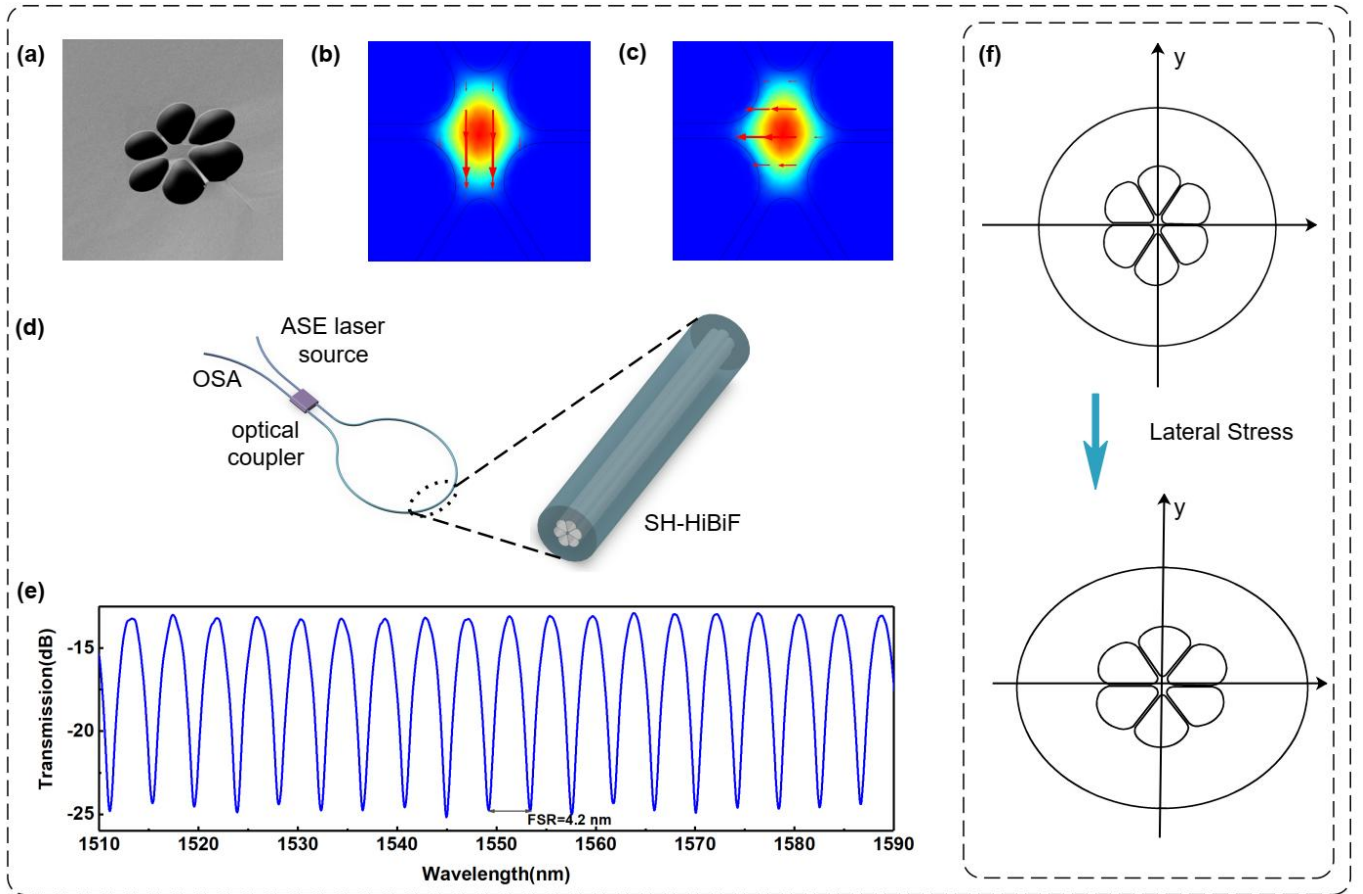 (a)
(b)
(c)
(f)
y
(d)
ASE laser
source
OSA
optical
coupler
SH-HiBiF
Lateral Stress
y
(e)
Transmission(dB)
-15
-20
-25
FSR=4.2 nm
1510
1520
1530
1540
1550
1560
1570
1580
1590
Wavelength(nm)